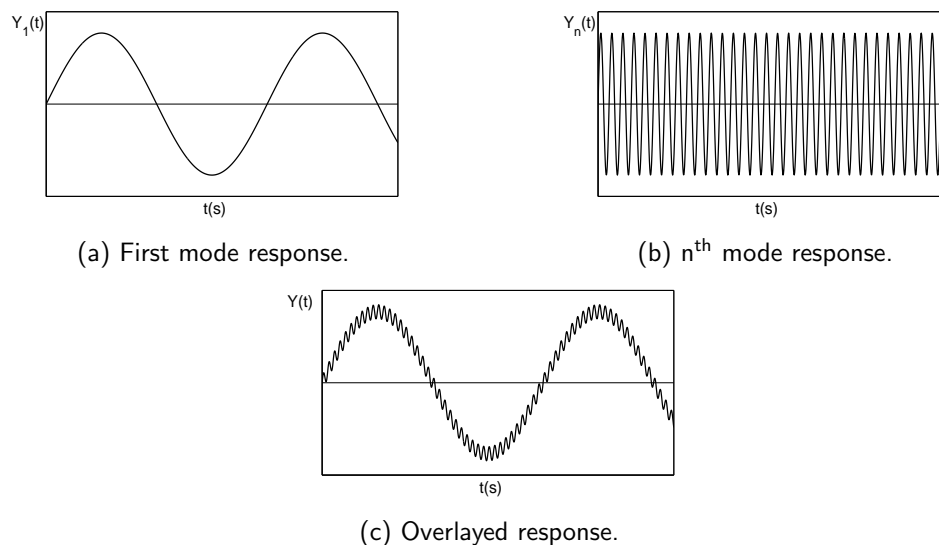 Y1(t)
t(s)
(a) First mode response.
Yn(t)
t(s)
(b) nth mode response.
Y(t)
t(s)
(c) Overlayed response.